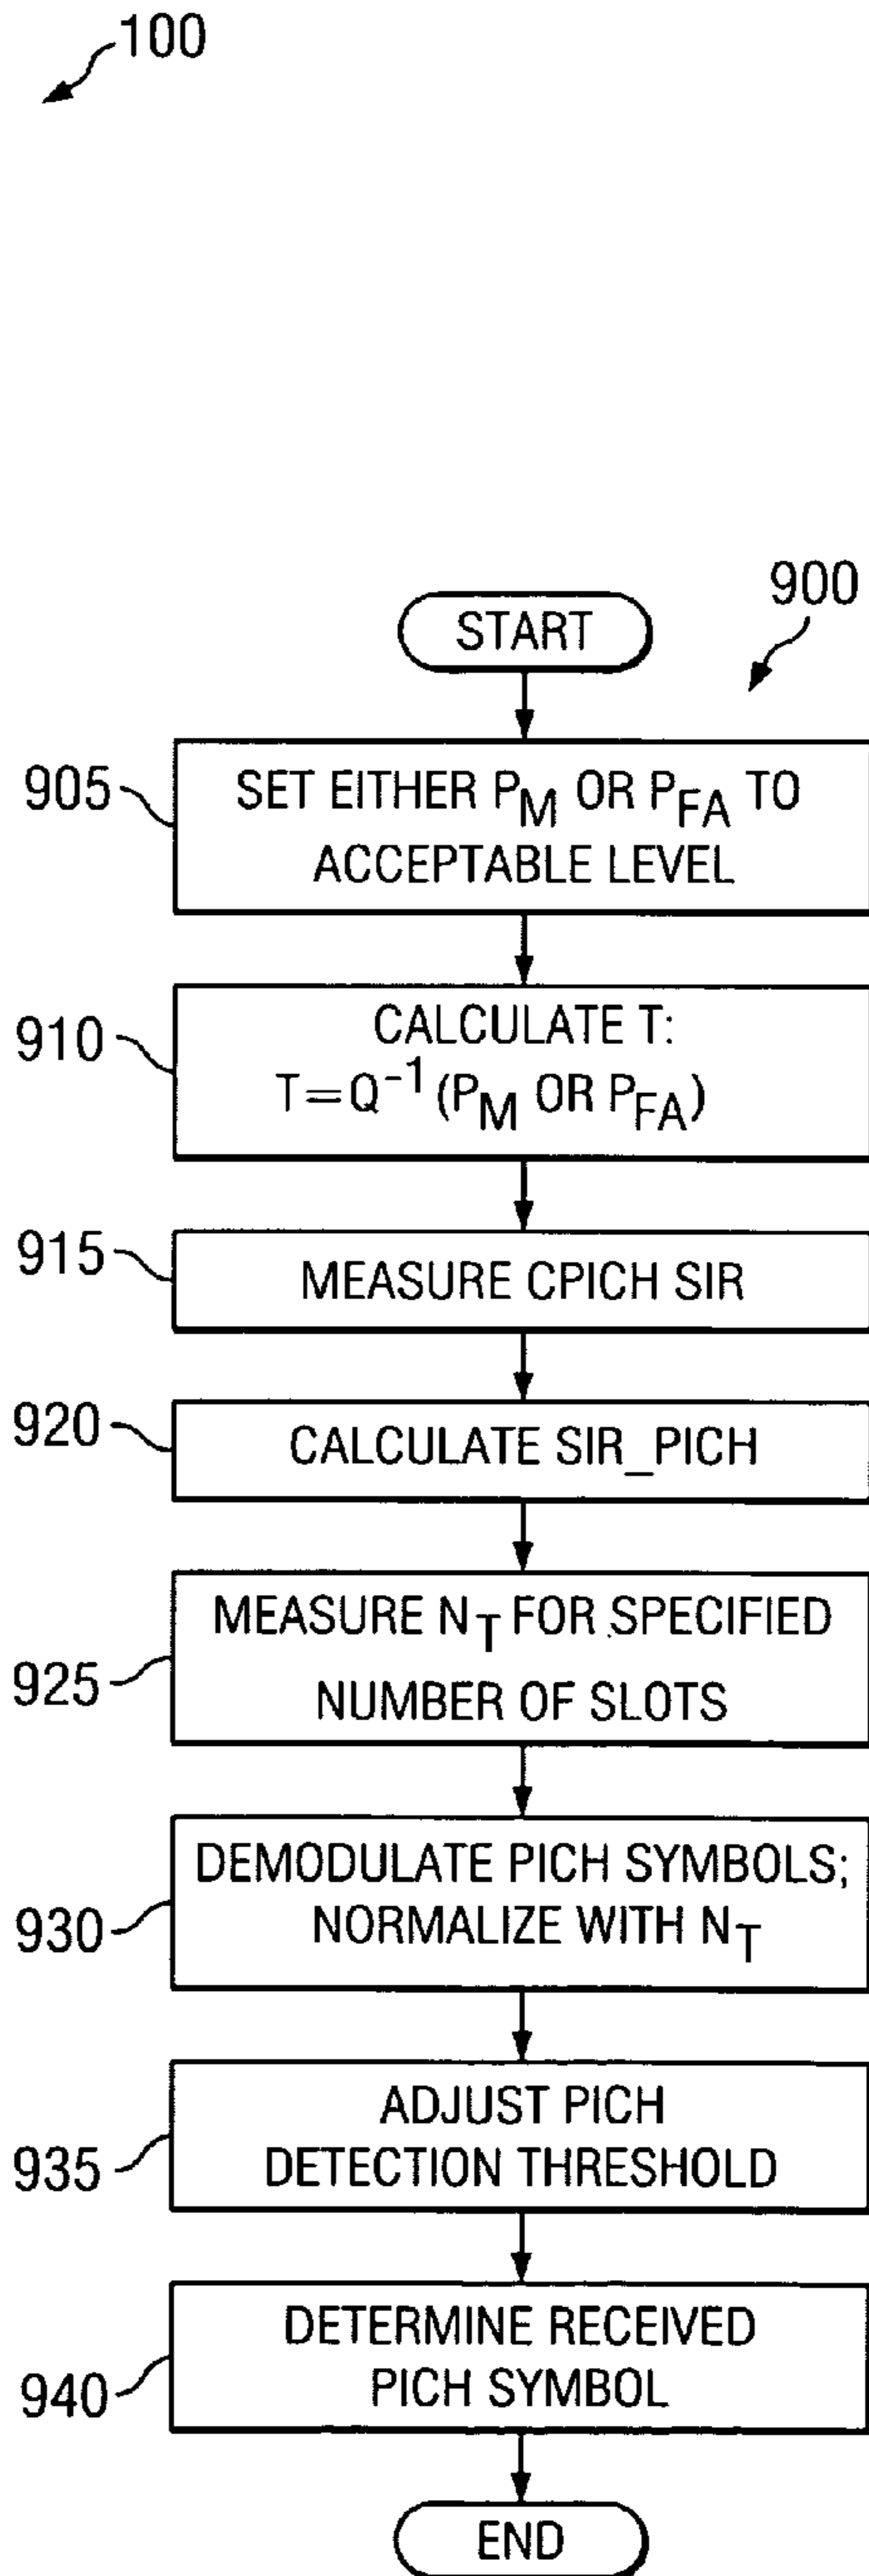 100
900
START
905
SET EITHER P_M OR P_FA TO
ACCEPTABLE LEVEL
910
CALCULATE T:
T=Q^-1 (P_M OR P_FA)
915
MEASURE CPICH SIR
920
CALCULATE SIR_PICH
925
MEASURE N_T FOR SPECIFIED
NUMBER OF SLOTS
930
DEMODULATE PICH SYMBOLS;
NORMALIZE WITH N_T
935
ADJUST PICH
DETECTION THRESHOLD
940
DETERMINE RECEIVED
PICH SYMBOL
END